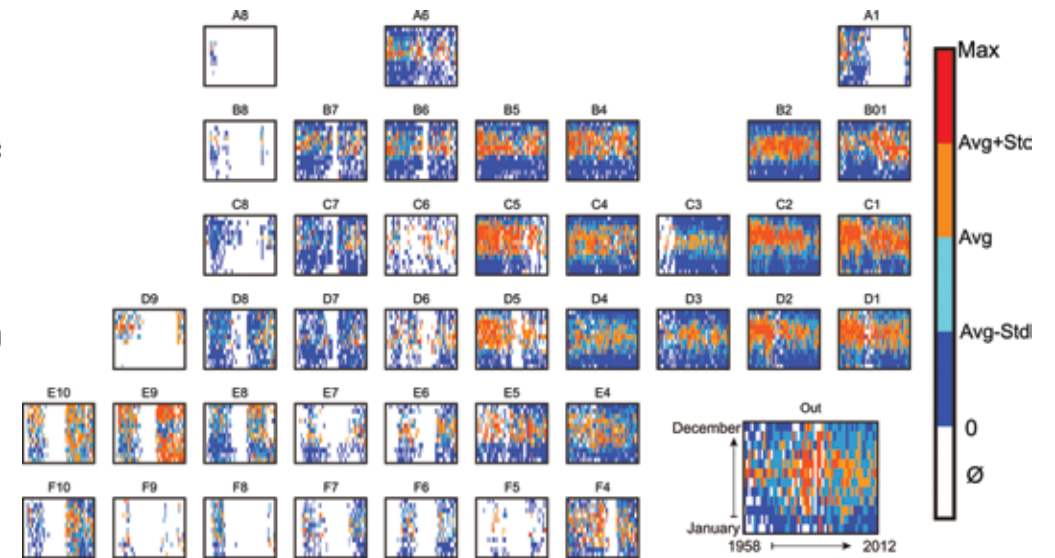 A8 A6 A1
Max
B8 B7 B6 B5 B4 B2 B01
Avg+Stc
C8 C7 C6 C5 C4 C3 C2 C1
Avg
D9 D8 D7 D6 D5 D4 D3 D2 D1
Avg-Stdl
E10 E9 E8 E7 E6 E5 E4
Out
December
0
Ø
F10 F9 F8 F7 F6 F5 F4
January
1958 2012